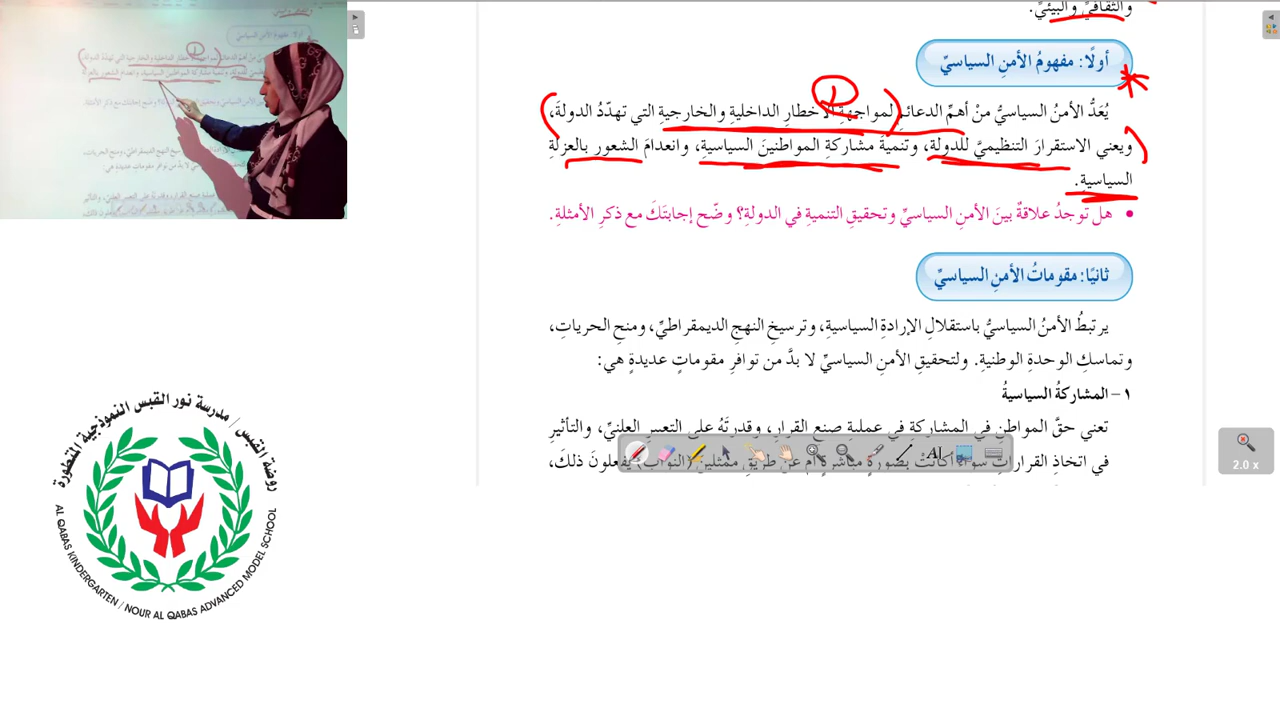 والثقافيِّ والبيئيِّ.
أولًا: مفهومُ الأمنِ السياسيِّ
يُعَدُّ الأمنُ السياسيُّ منْ أهمِّ الدعائمِ لمواجهةِ الأخطارِ الداخليةِ والخارجيةِ التي تهدّدُ الدولةَ،
ويعني الاستقرارَ التنظيميَّ للدولةِ، وتنميةَ مشاركةِ المواطنينَ السياسيةِ، وانعدامَ الشعورِ بالعزلةِ
السياسيةِ.
• هل توجدُ علاقةٌ بينَ الأمنِ السياسيِّ وتحقيقِ التنميةِ في الدولةِ؟ وضّح إجابتَكَ مع ذكرِ الأمثلةِ.
ثانيًا: مقوماتُ الأمنِ السياسيِّ
يرتبطُ الأمنُ السياسيُّ باستقلالِ الإرادةِ السياسيةِ، وترسيخِ النهجِ الديمقراطيِّ، ومنحِ الحرياتِ،
وتماسكِ الوحدةِ الوطنيةِ. ولتحقيقِ الأمنِ السياسيِّ لا بدَّ من توافرِ مقوماتٍ عديدةٍ هي:
١ – المشاركةُ السياسيةُ
تعني حقَّ المواطنِ في المشاركةِ في عمليةِ صنعِ القرارِ، وقدرتَهُ على التعبيرِ العلنيِّ، والتأثيرِ
في اتخاذِ القراراتِ سواءٌ أكانتْ بصورةٍ مباشرةٍ أم عن طريقِ ممثلينَ (النوابِ) يفعلونَ ذلكَ،
AI
2.0 x
روضة القبس / مدرسة نور القبس النموذجية المتطورة
AL QABAS KINDERGARTEN / NOUR AL QABAS ADVANCED MODEL SCHOOL